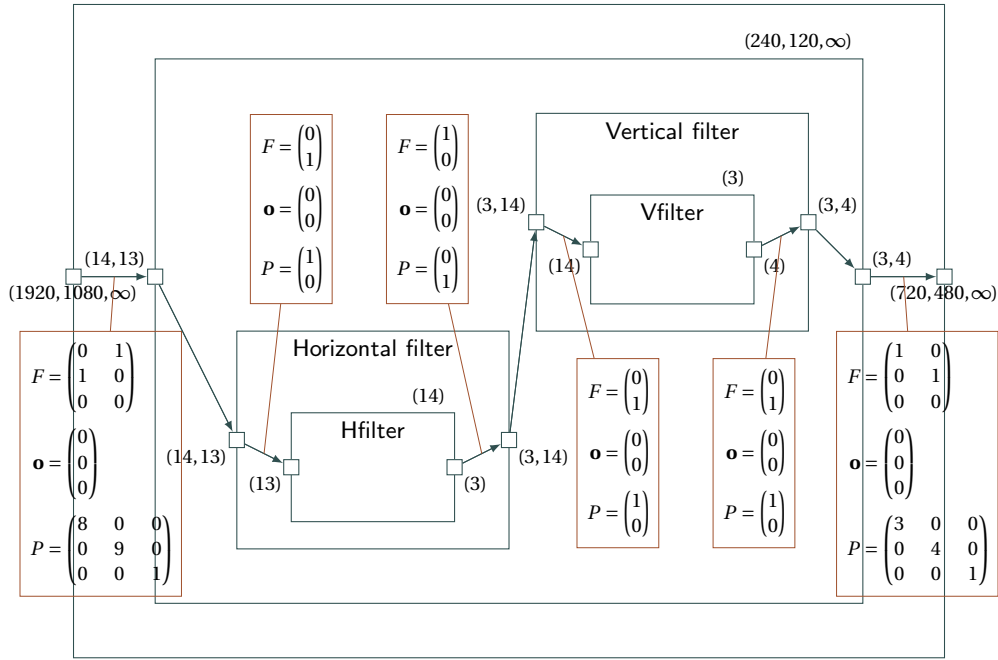 (240, 120, ∞)
Vertical filter
F = (0 1)
o = (0 0)
P = (1 0)
F = (1 0)
o = (0 0)
P = (0 1)
(3)
(3, 14)
Vfilter
(3, 4)
(14, 13)
(14)
(4)
(3, 4)
(1920, 1080, ∞)
(720, 480, ∞)
Horizontal filter
(14)
Hfilter
(14, 13)
(13)
(3)
(3, 14)
F = (0 1
1 0
0 0)
o = (0
0
0)
P = (8 0 0
0 9 0
0 0 1)
F = (0 1)
o = (0 0)
P = (1 0)
F = (0 1)
o = (0 0)
P = (1 0)
F = (1 0
0 1
0 0)
o = (0
0
0)
P = (3 0 0
0 4 0
0 0 1)